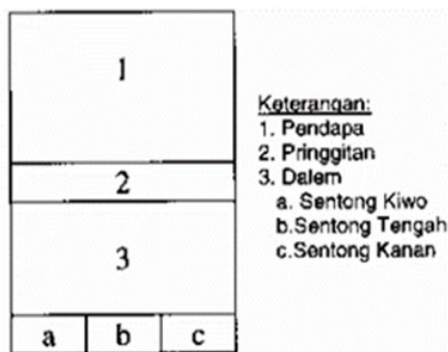 1
2
3
a b c
Keterangan:
1. Pendapa
2. Pringgitan
3. Dalem
a. Sentong Kiwo
b.Sentong Tengah
c.Sentong Kanan